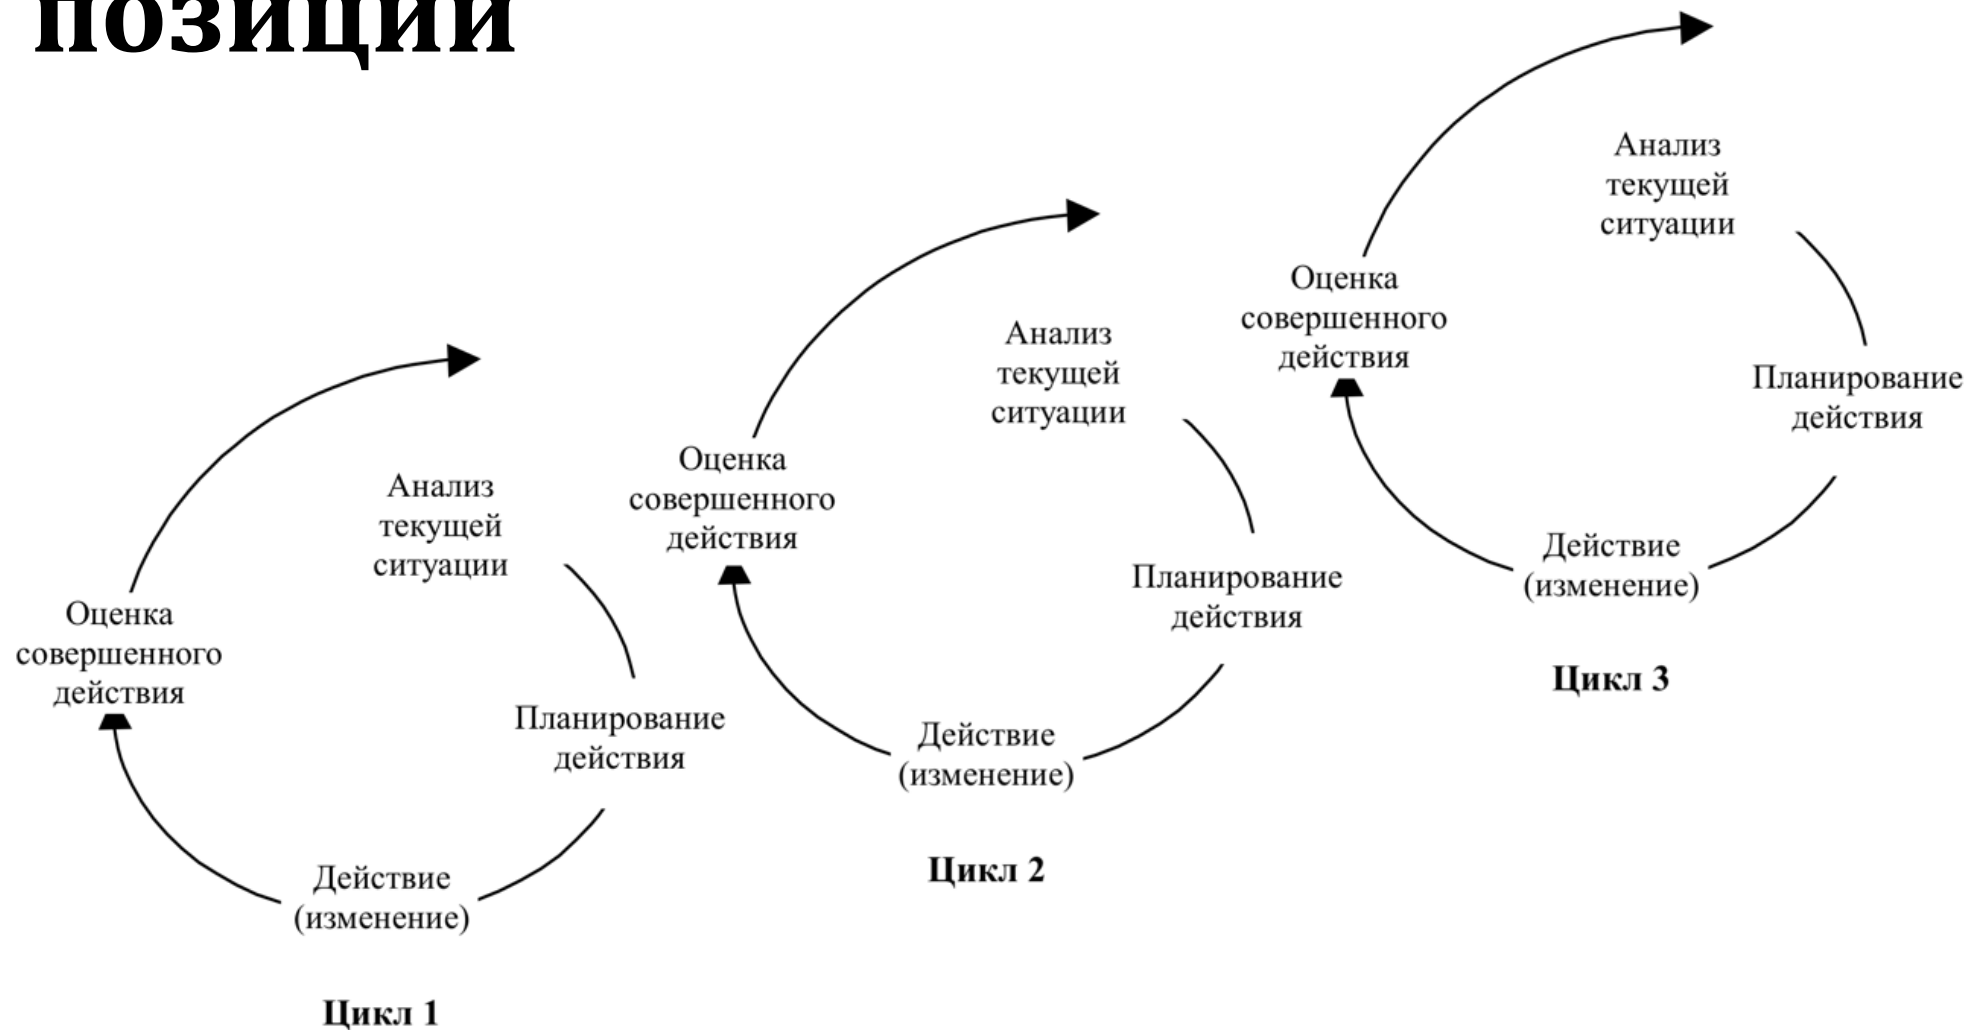 позиции
Анализ
текущей
ситуации
Оценка
совершенного
действия
Планирование
действия
Действие
(изменение)
Цикл 1
Анализ
текущей
ситуации
Оценка
совершенного
действия
Планирование
действия
Действие
(изменение)
Цикл 2
Анализ
текущей
ситуации
Оценка
совершенного
действия
Планирование
действия
Действие
(изменение)
Цикл 3